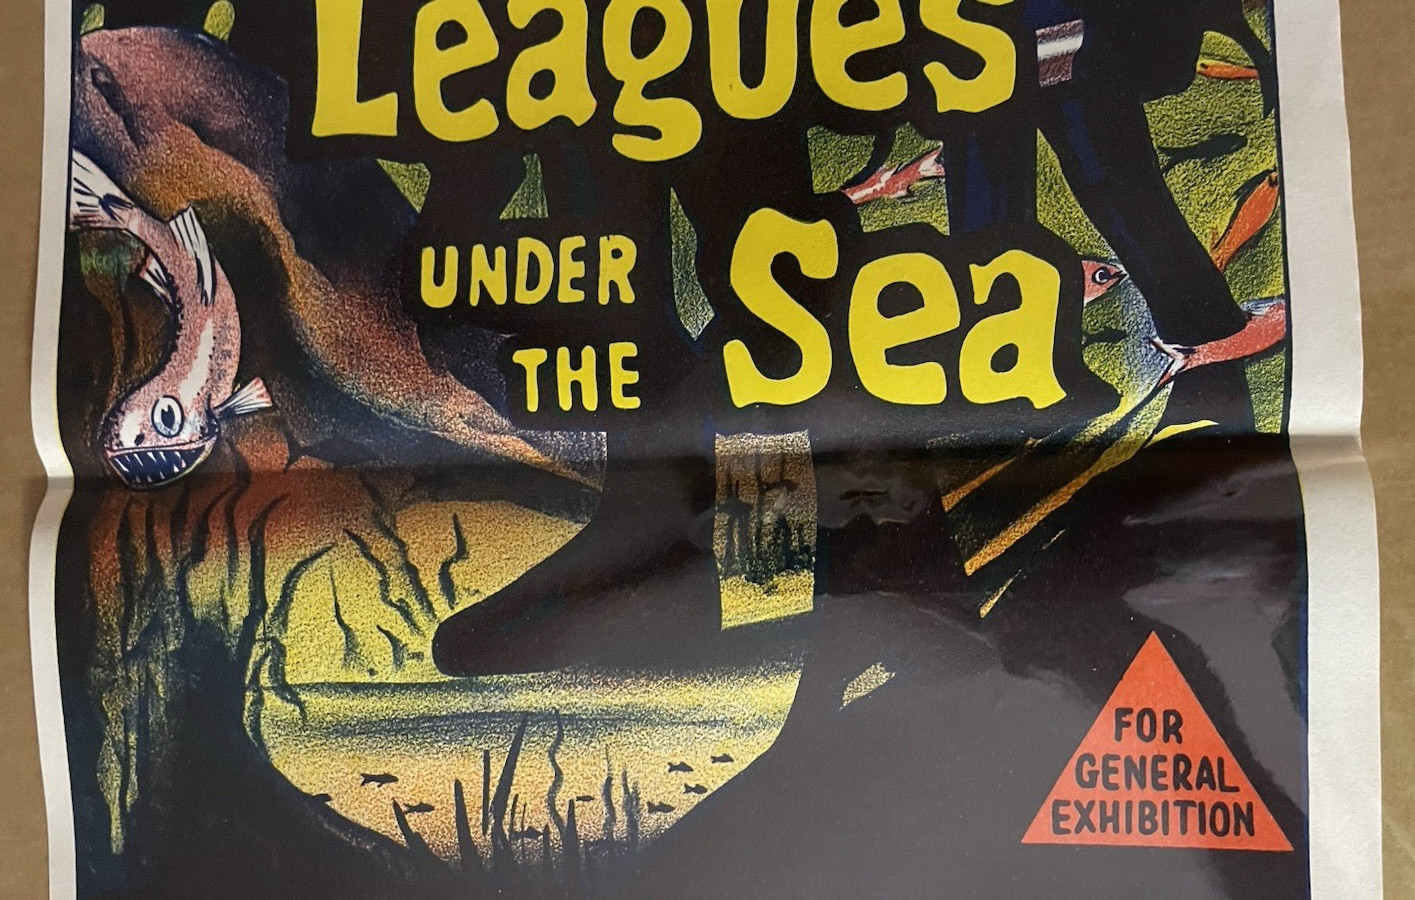 Leagues
UNDER
THE
Sea
FOR
GENERAL
EXHIBITION